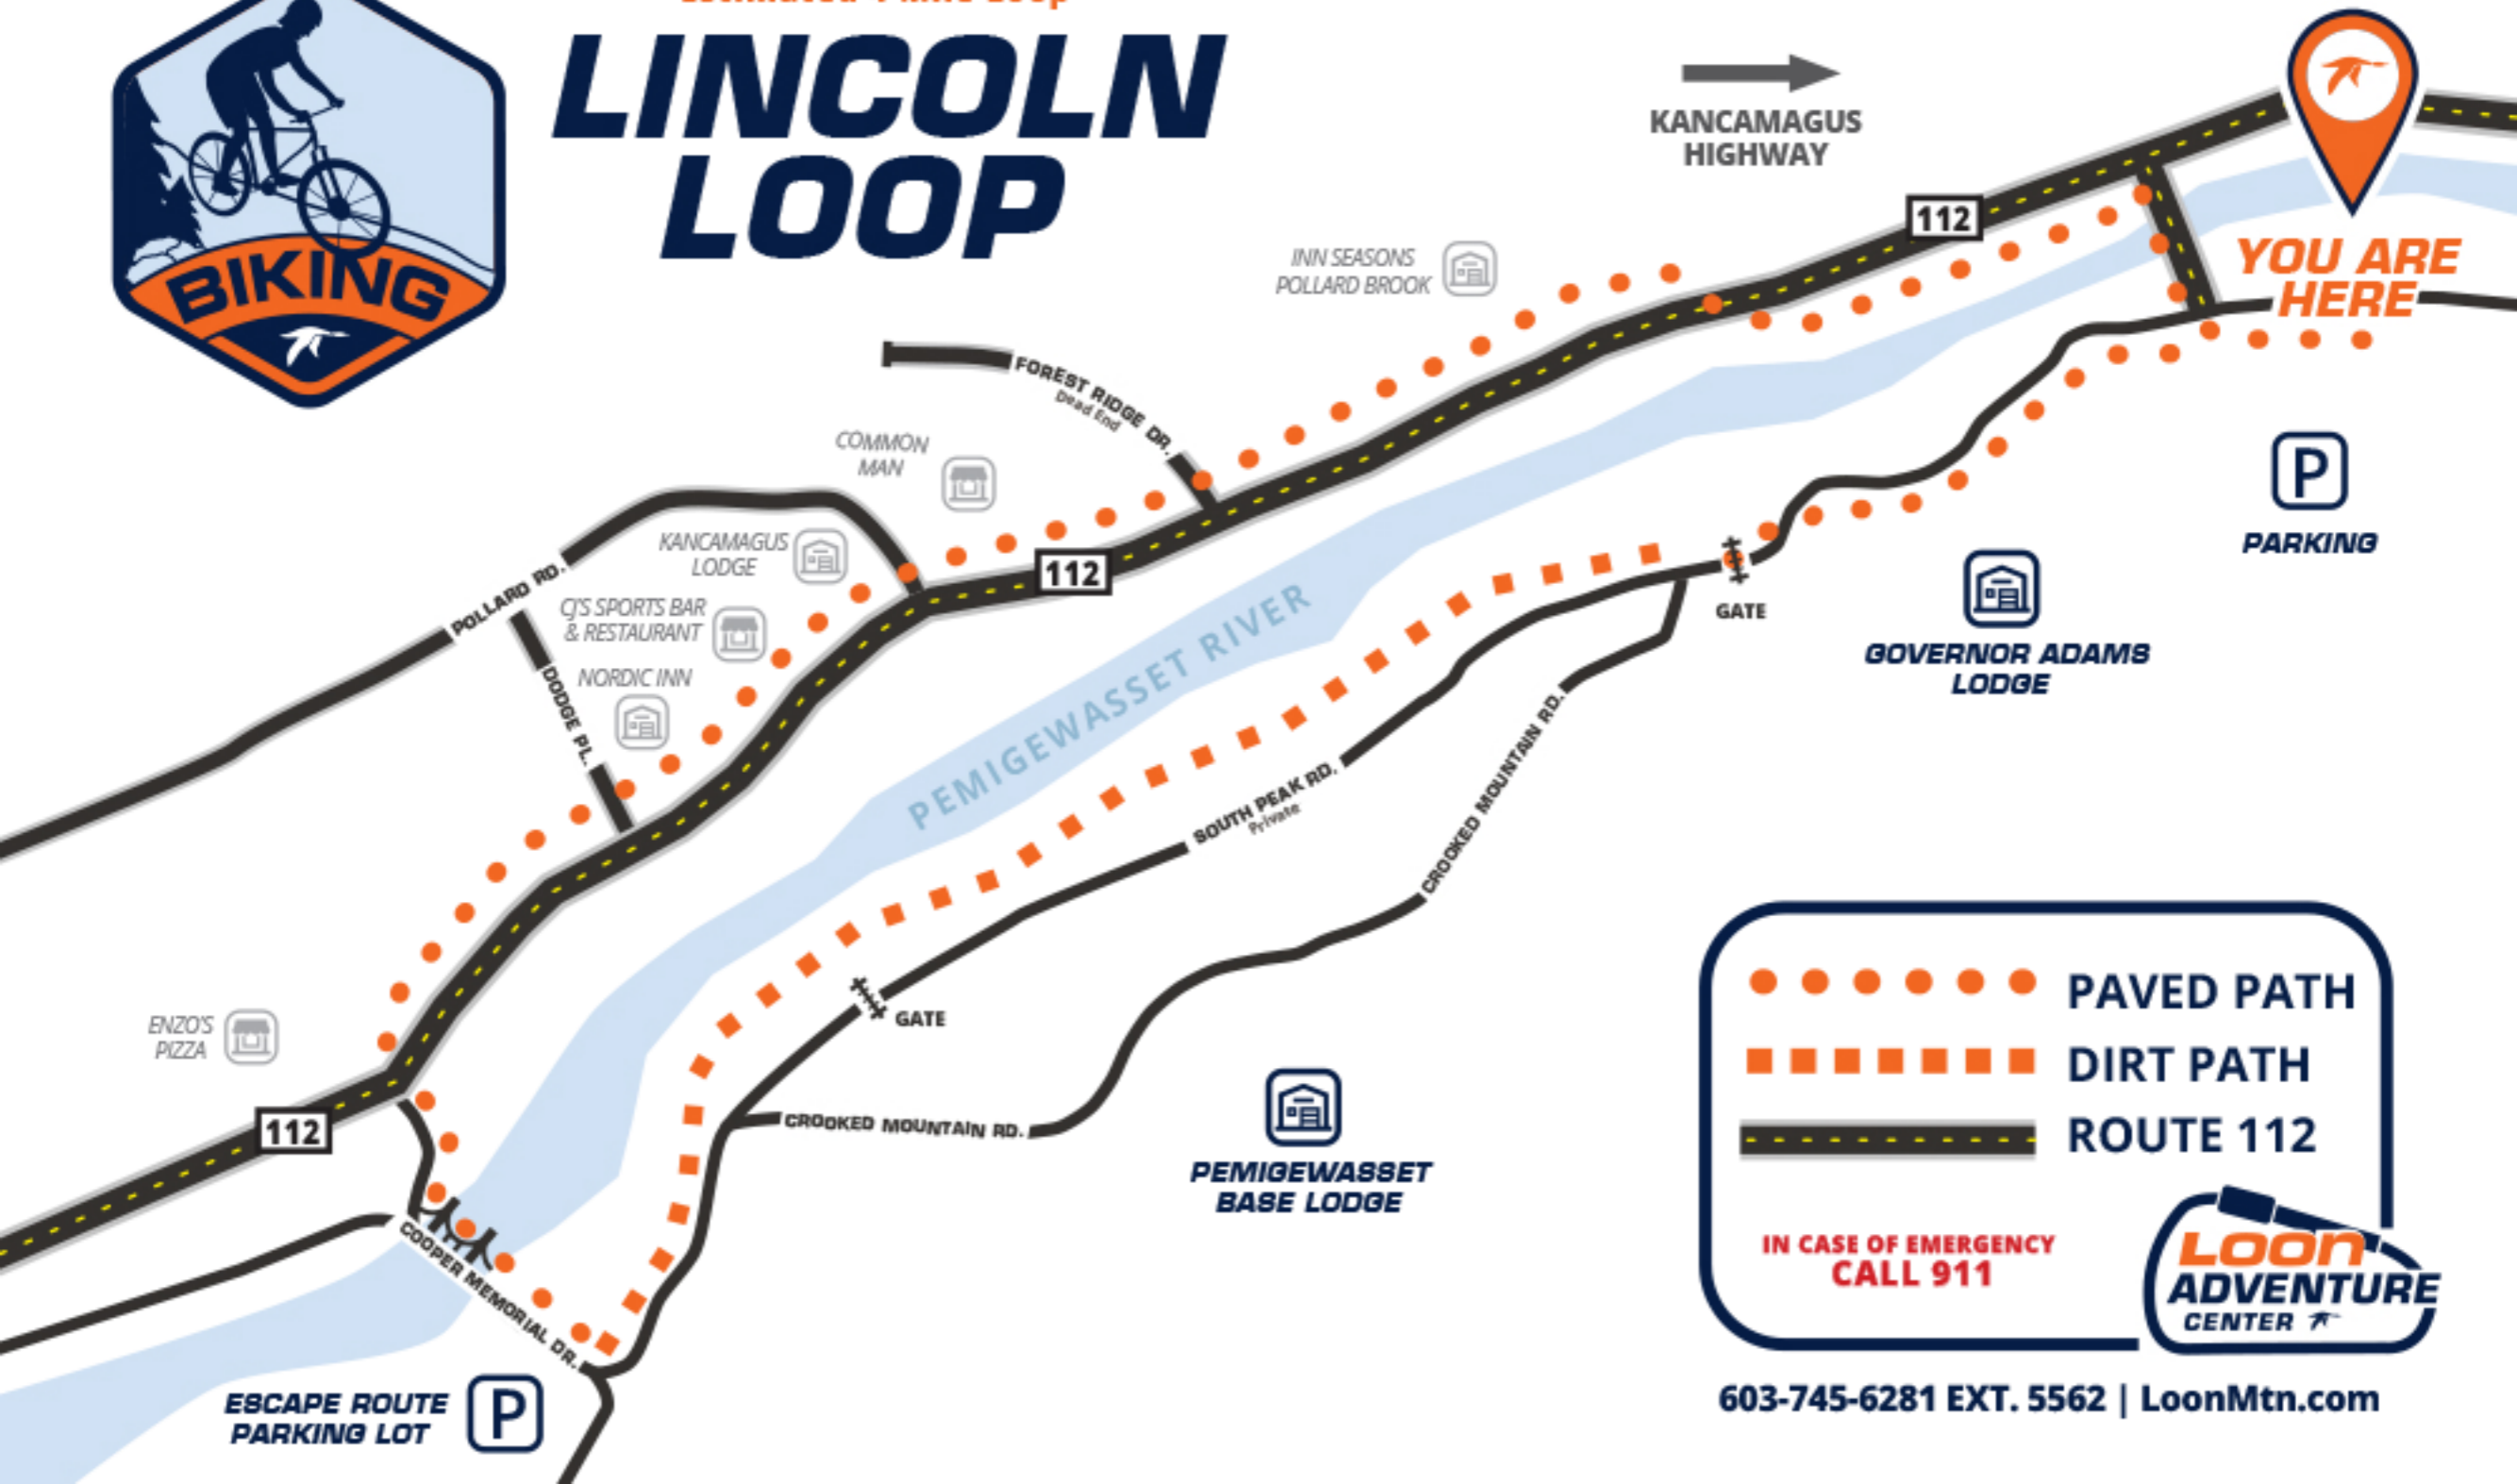 LINCOLN
LOOP
BIKING
KANCAMAGUS
HIGHWAY
112
YOU ARE
HERE
INN SEASONS
POLLARD BROOK
FOREST RIDGE DR.
Dead End
COMMON
MAN
KANCAMAGUS
LODGE
112
POLLARD RD.
CJ'S SPORTS BAR
& RESTAURANT
DODGE PL.
NORDIC INN
PEMIGEWASSET RIVER
GATE
PARKING
P
GOVERNOR ADAMS
LODGE
SOUTH PEAK RD.
Private
CROOKED MOUNTAIN RD.
ENZO'S
PIZZA
GATE
112
CROOKED MOUNTAIN RD.
PEMIGEWASSET
BASE LODGE
COOPER MEMORIAL DR.
ESCAPE ROUTE
PARKING LOT
P
PAVED PATH
DIRT PATH
ROUTE 112
IN CASE OF EMERGENCY
CALL 911
LOON
ADVENTURE
CENTER
603-745-6281 EXT. 5562 | LoonMtn.com